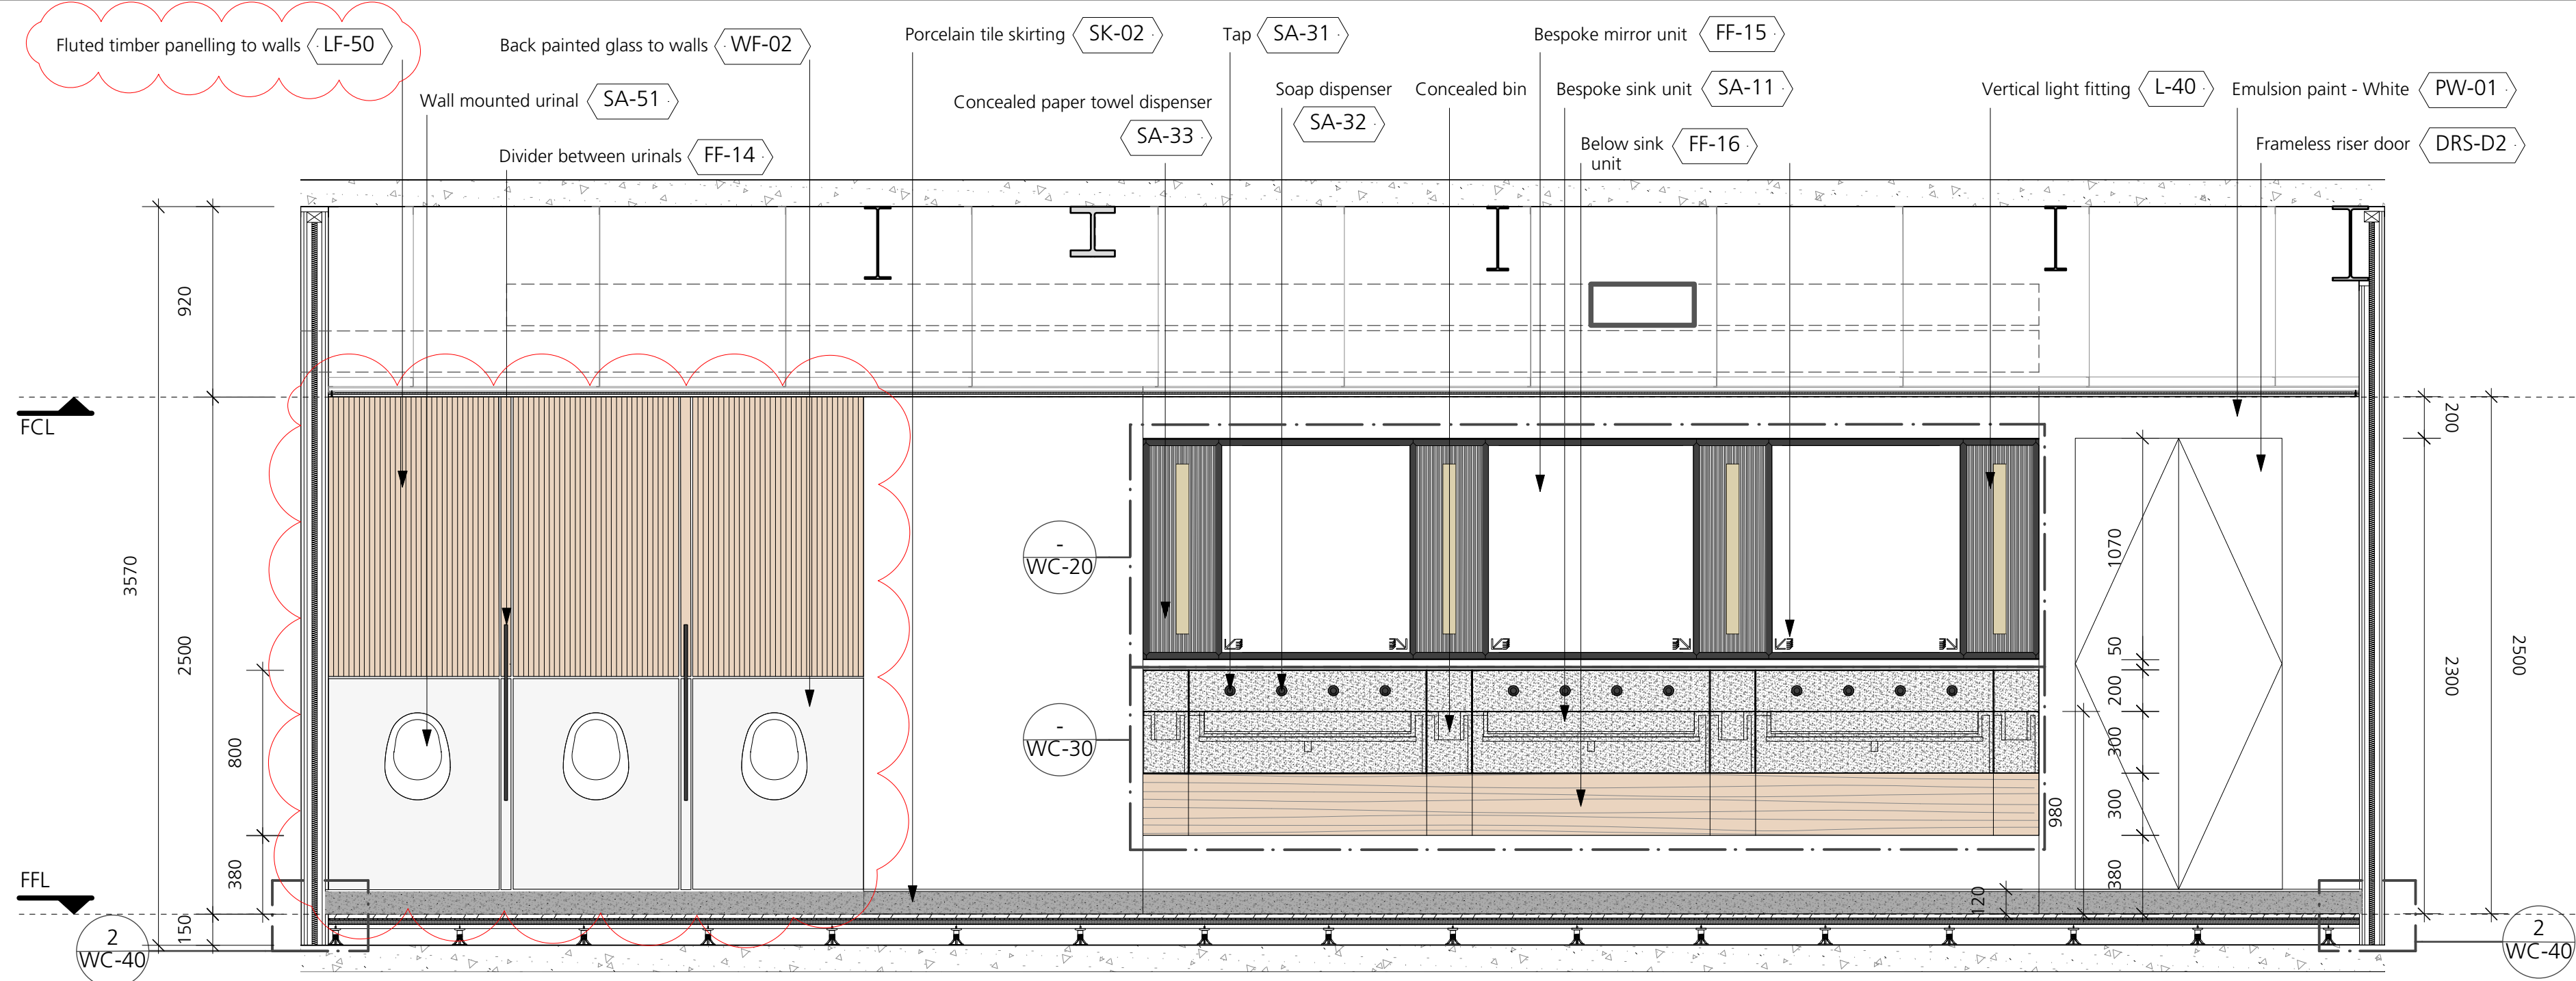 Fluted timber panelling to walls LF-50
Back painted glass to walls WF-02
Porcelain tile skirting SK-02
Tap SA-31
Bespoke mirror unit FF-15
Wall mounted urinal SA-51
Concealed paper towel dispenser
SA-33
Soap dispenser
SA-32
Concealed bin
Bespoke sink unit SA-11
Vertical light fitting L-40
Emulsion paint - White PW-01
Divider between urinals FF-14
Below sink
unit
FF-16
Frameless riser door DRS-D2
920
FCL
200
3570
2500
800
380
FFL
150
2
WC-40
-
WC-20
-
WC-30
1070
50
200
300
300
380
980
120
2300
2500
2
WC-40